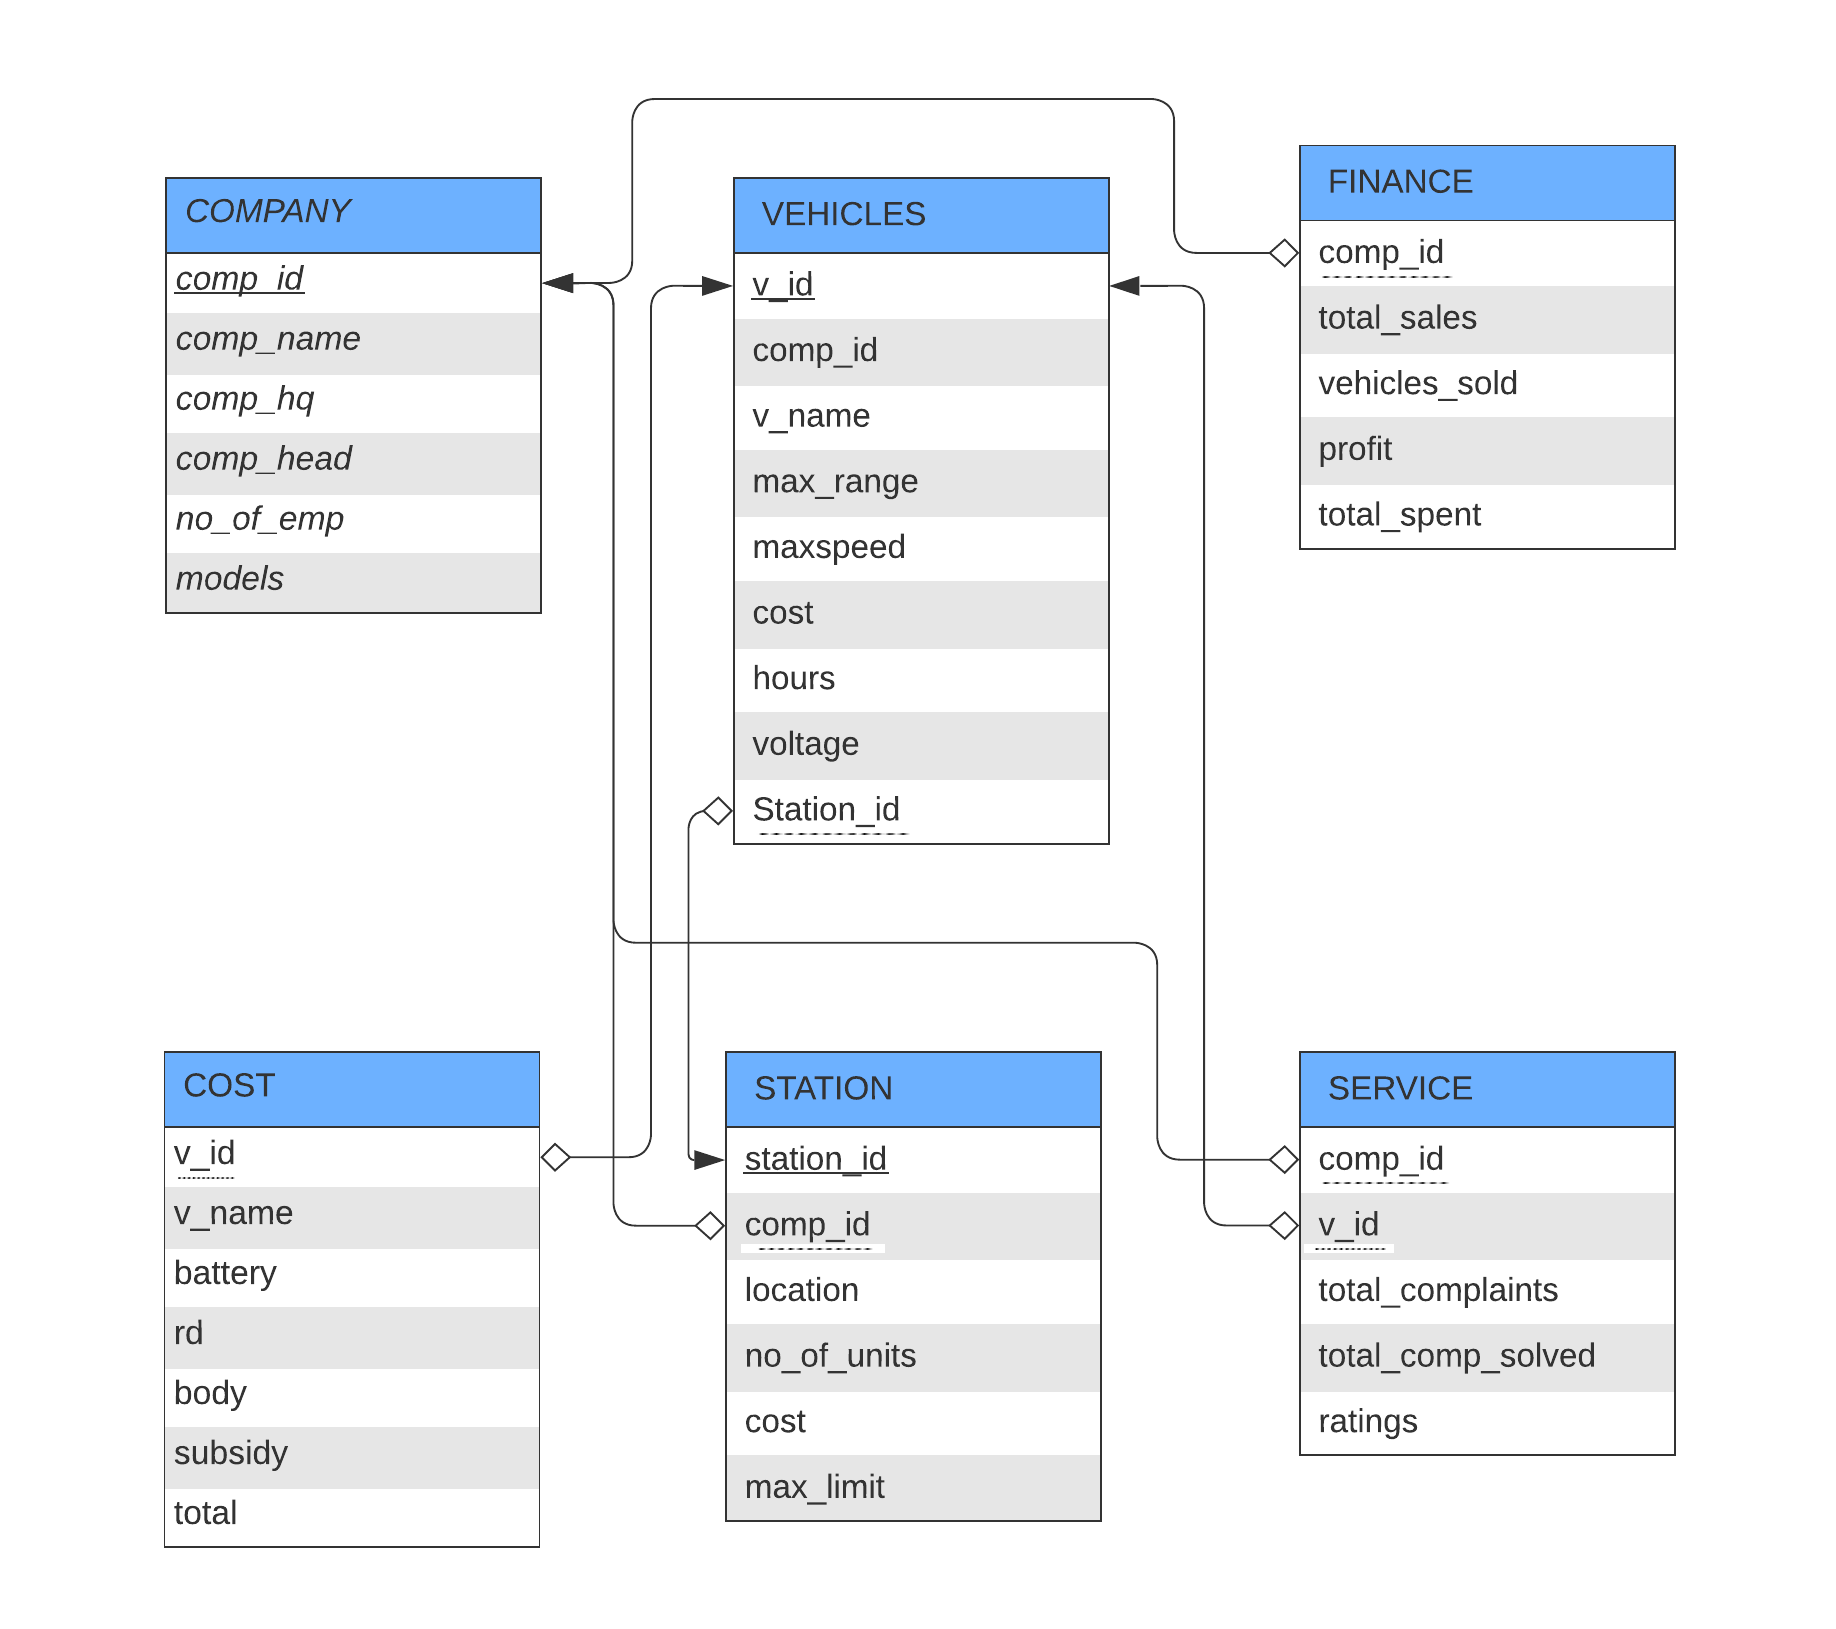 COMPANY
comp_id
comp_name
comp_hq
comp_head
no_of_emp
models
VEHICLES
v_id
comp_id
v_name
max_range
maxspeed
cost
hours
voltage
Station_id
FINANCE
comp_id
total_sales
vehicles_sold
profit
total_spent
COST
v_id
v_name
battery
rd
body
subsidy
total
STATION
station_id
comp_id
location
no_of_units
cost
max_limit
SERVICE
comp_id
v_id
total_complaints
total_comp_solved
ratings